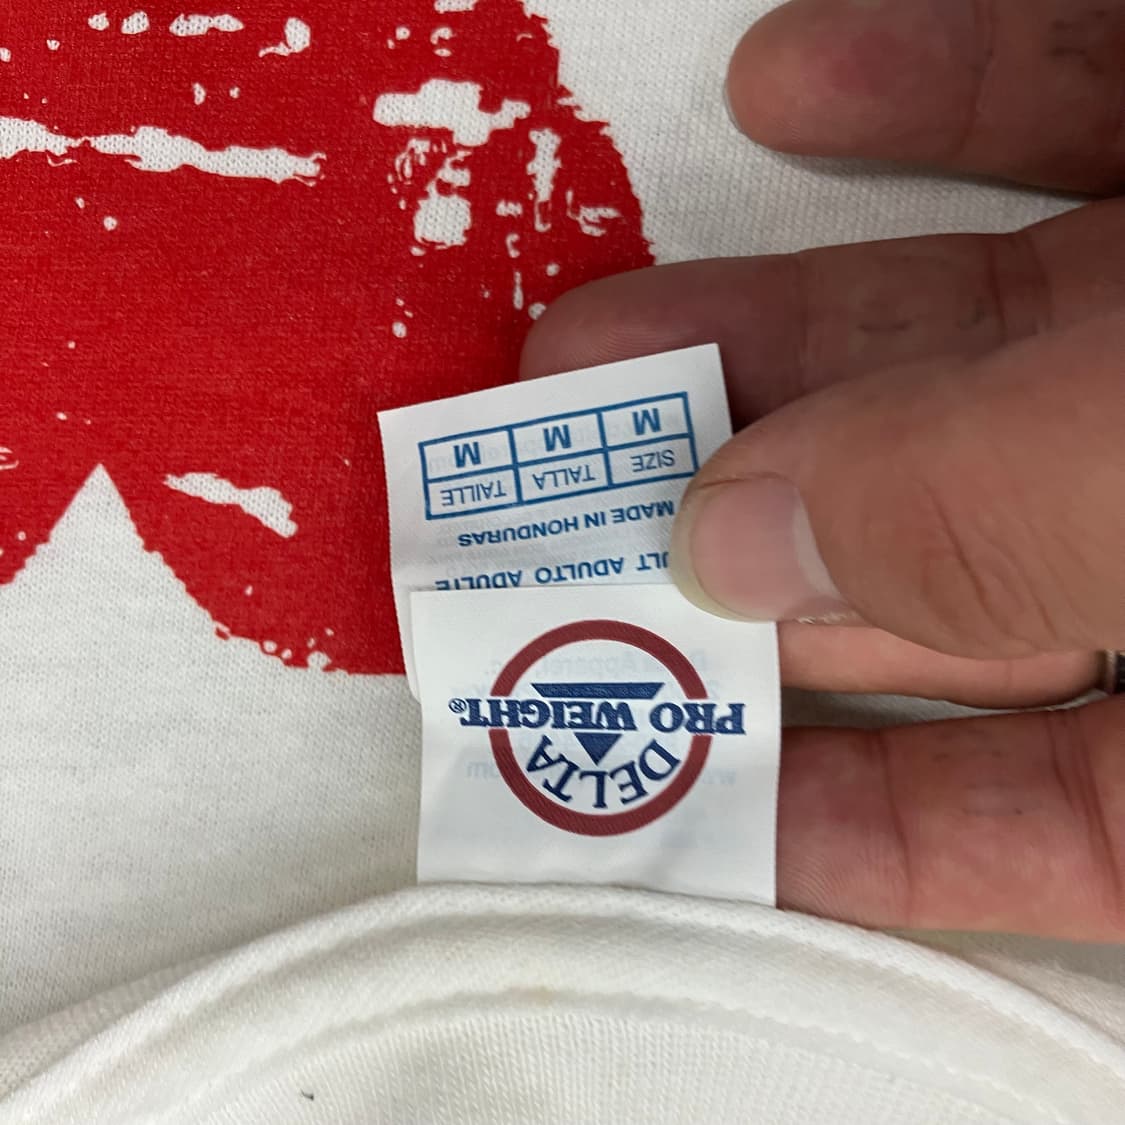 DELTA
PRO WEIGHT®
ADULTO ADULTE
MADE IN HONDURAS
SIZE TALLA TAILLE
M M M